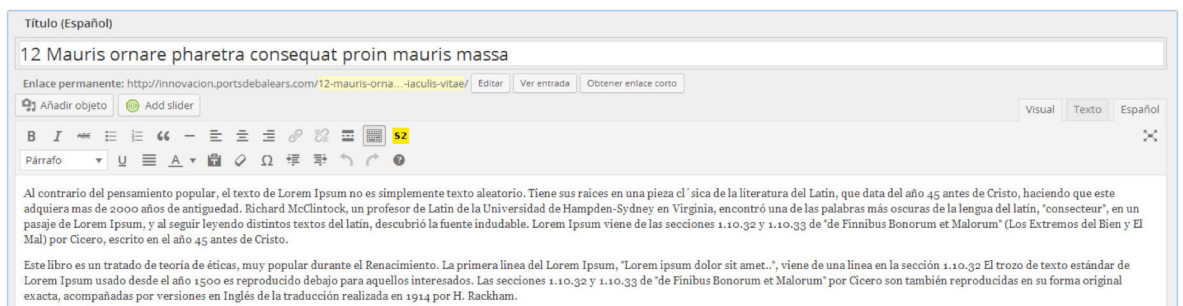 Título (Español)
12 Mauris ornare pharetra consequat proin mauris massa
Enlace permanente: http://innovacion.portsdebalears.com/12-mauris-orna...-iaculis-vitae/ Editar Ver entrada Obtener enlace corto
Añadir objeto Add slider
Visual Texto Español
B I ABC S2
Párrafo U A Ω
Al contrario del pensamiento popular, el texto de Lorem Ipsum no es simplemente texto aleatorio. Tiene sus raices en una pieza cl´sica de la literatura del Latin, que data del año 45 antes de Cristo, haciendo que este
adquiera mas de 2000 años de antiguedad. Richard McClintock, un profesor de Latin de la Universidad de Hampden-Sydney en Virginia, encontró una de las palabras más oscuras de la lengua del latín, "consecteur", en un
pasaje de Lorem Ipsum, y al seguir leyendo distintos textos del latín, descubrió la fuente indudable. Lorem Ipsum viene de las secciones 1.10.32 y 1.10.33 de "de Finnibus Bonorum et Malorum" (Los Extremos del Bien y El
Mal) por Cicero, escrito en el año 45 antes de Cristo.
Este libro es un tratado de teoría de éticas, muy popular durante el Renacimiento. La primera linea del Lorem Ipsum, "Lorem ipsum dolor sit amet..", viene de una linea en la sección 1.10.32 El trozo de texto estándar de
Lorem Ipsum usado desde el año 1500 es reproducido debajo para aquellos interesados. Las secciones 1.10.32 y 1.10.33 de "de Finibus Bonorum et Malorum" por Cicero son también reproducidas en su forma original
exacta, acompañadas por versiones en Inglés de la traducción realizada en 1914 por H. Rackham.